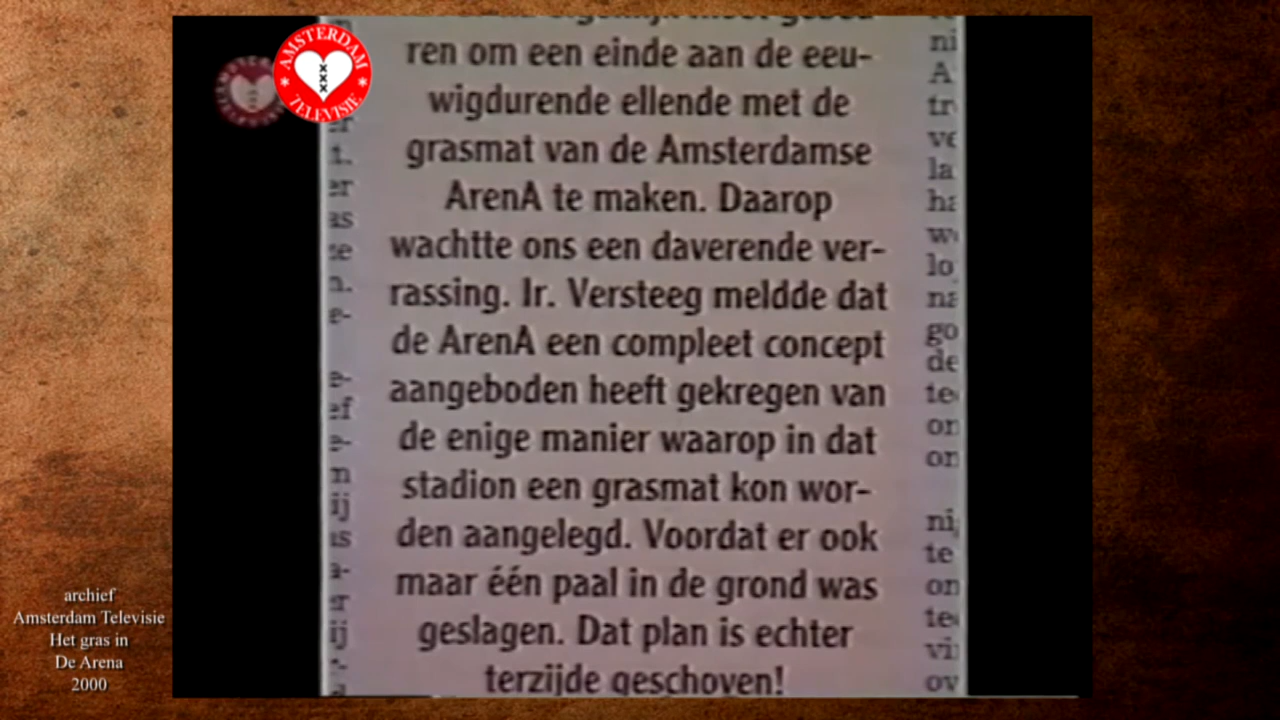 AMSTERDAM
TELEVISIE
ren om een einde aan de eeu-
wigdurende ellende met de
grasmat van de Amsterdamse
ArenA te maken. Daarop
wachtte ons een daverende ver-
rassing. Ir. Versteeg meldde dat
de ArenA een compleet concept
aangeboden heeft gekregen van
de enige manier waarop in dat
stadion een grasmat kon wor-
den aangelegd. Voordat er ook
maar één paal in de grond was
geslagen. Dat plan is echter
terzijde geschoven!
archief
Amsterdam Televisie
Het gras in
De Arena
2000